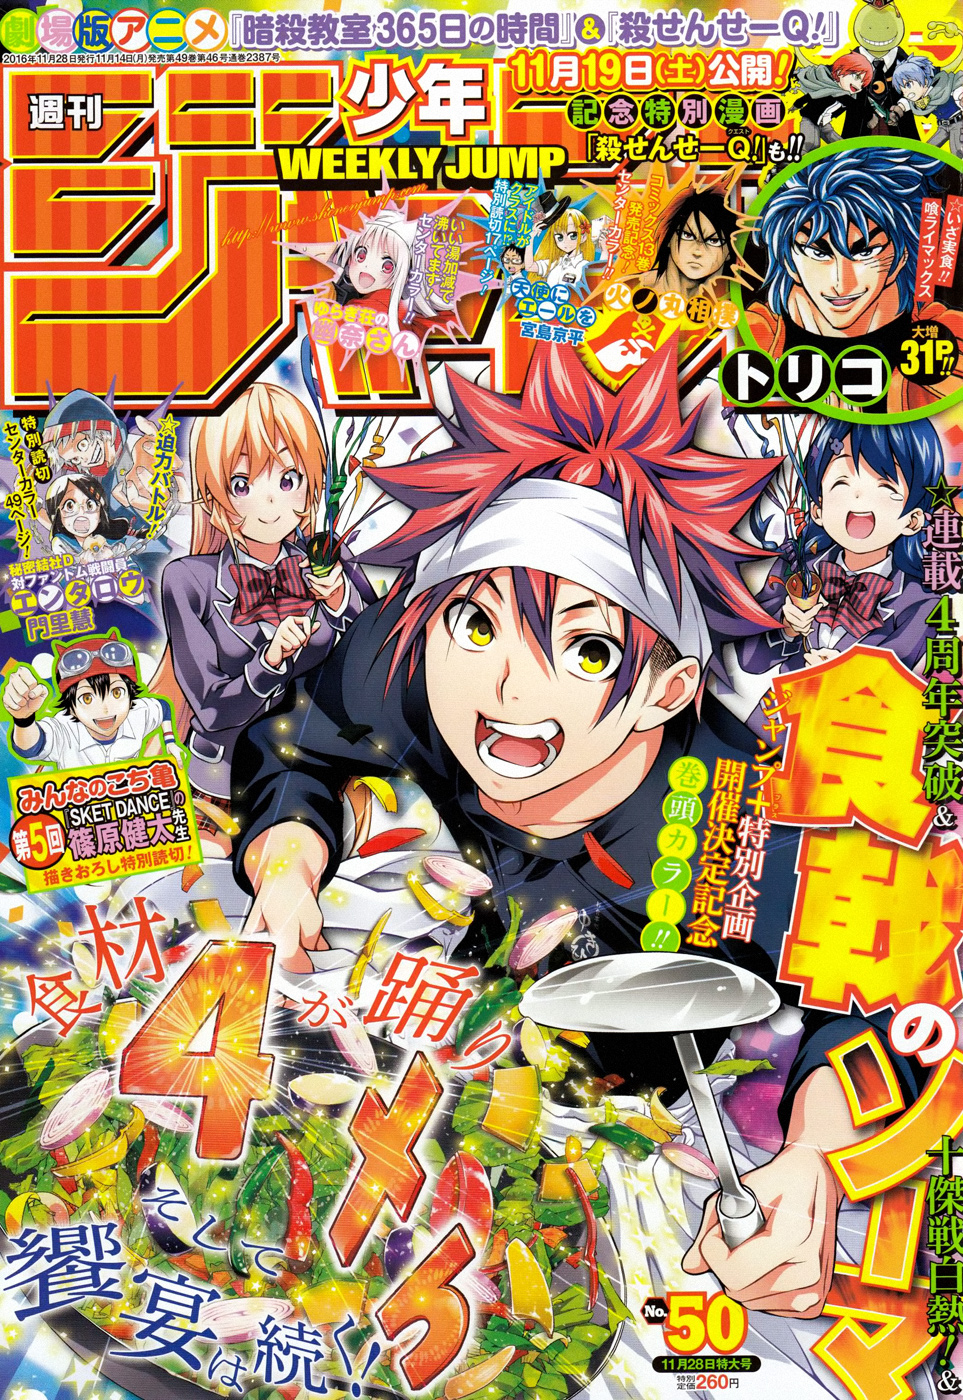 劇場版アニメ『暗殺教室365日の時間』&『殺せんせーQ!』
2016年11月28日発行11月14日(月)発売第49巻第46号通巻2387号
11月19日(土)公開!
記念特別漫画
クエスト
『殺せんせーQ!』も!!
週刊
少年
ジャンプ
WEEKLY JUMP
http://www.shonenjump.com
いい湯加減で
沸いてます!
センターカラー!!
ゆらぎ荘の
幽奈さん
アイドルが
クラスに!?
特別読切17ページ!
天使に
エールを
宮島京平
コミックス13巻
発売記念!
センターカラー!!
火ノ丸相撲
☆いざ実食!!
喰ライマックス
大増
31P!!
トリコ
特別読切
センターカラー
49ページ!
☆迫力バトル!
秘密結社D
対ファントム戦闘員
エンタロウ
門里慧
みんなのこち亀
第5回
『SKET DANCE』の
篠原健太先生
描きおろし特別読切!
☆連載4周年突破&
十傑戦白熱!&
食戟のソーマ
ジャンプ+特別企画
開催決定記念
巻頭カラー!!
食材が踊り
4メろ
そして
饗宴は続く!
No.50
11月28日特大号
特別
定価260円